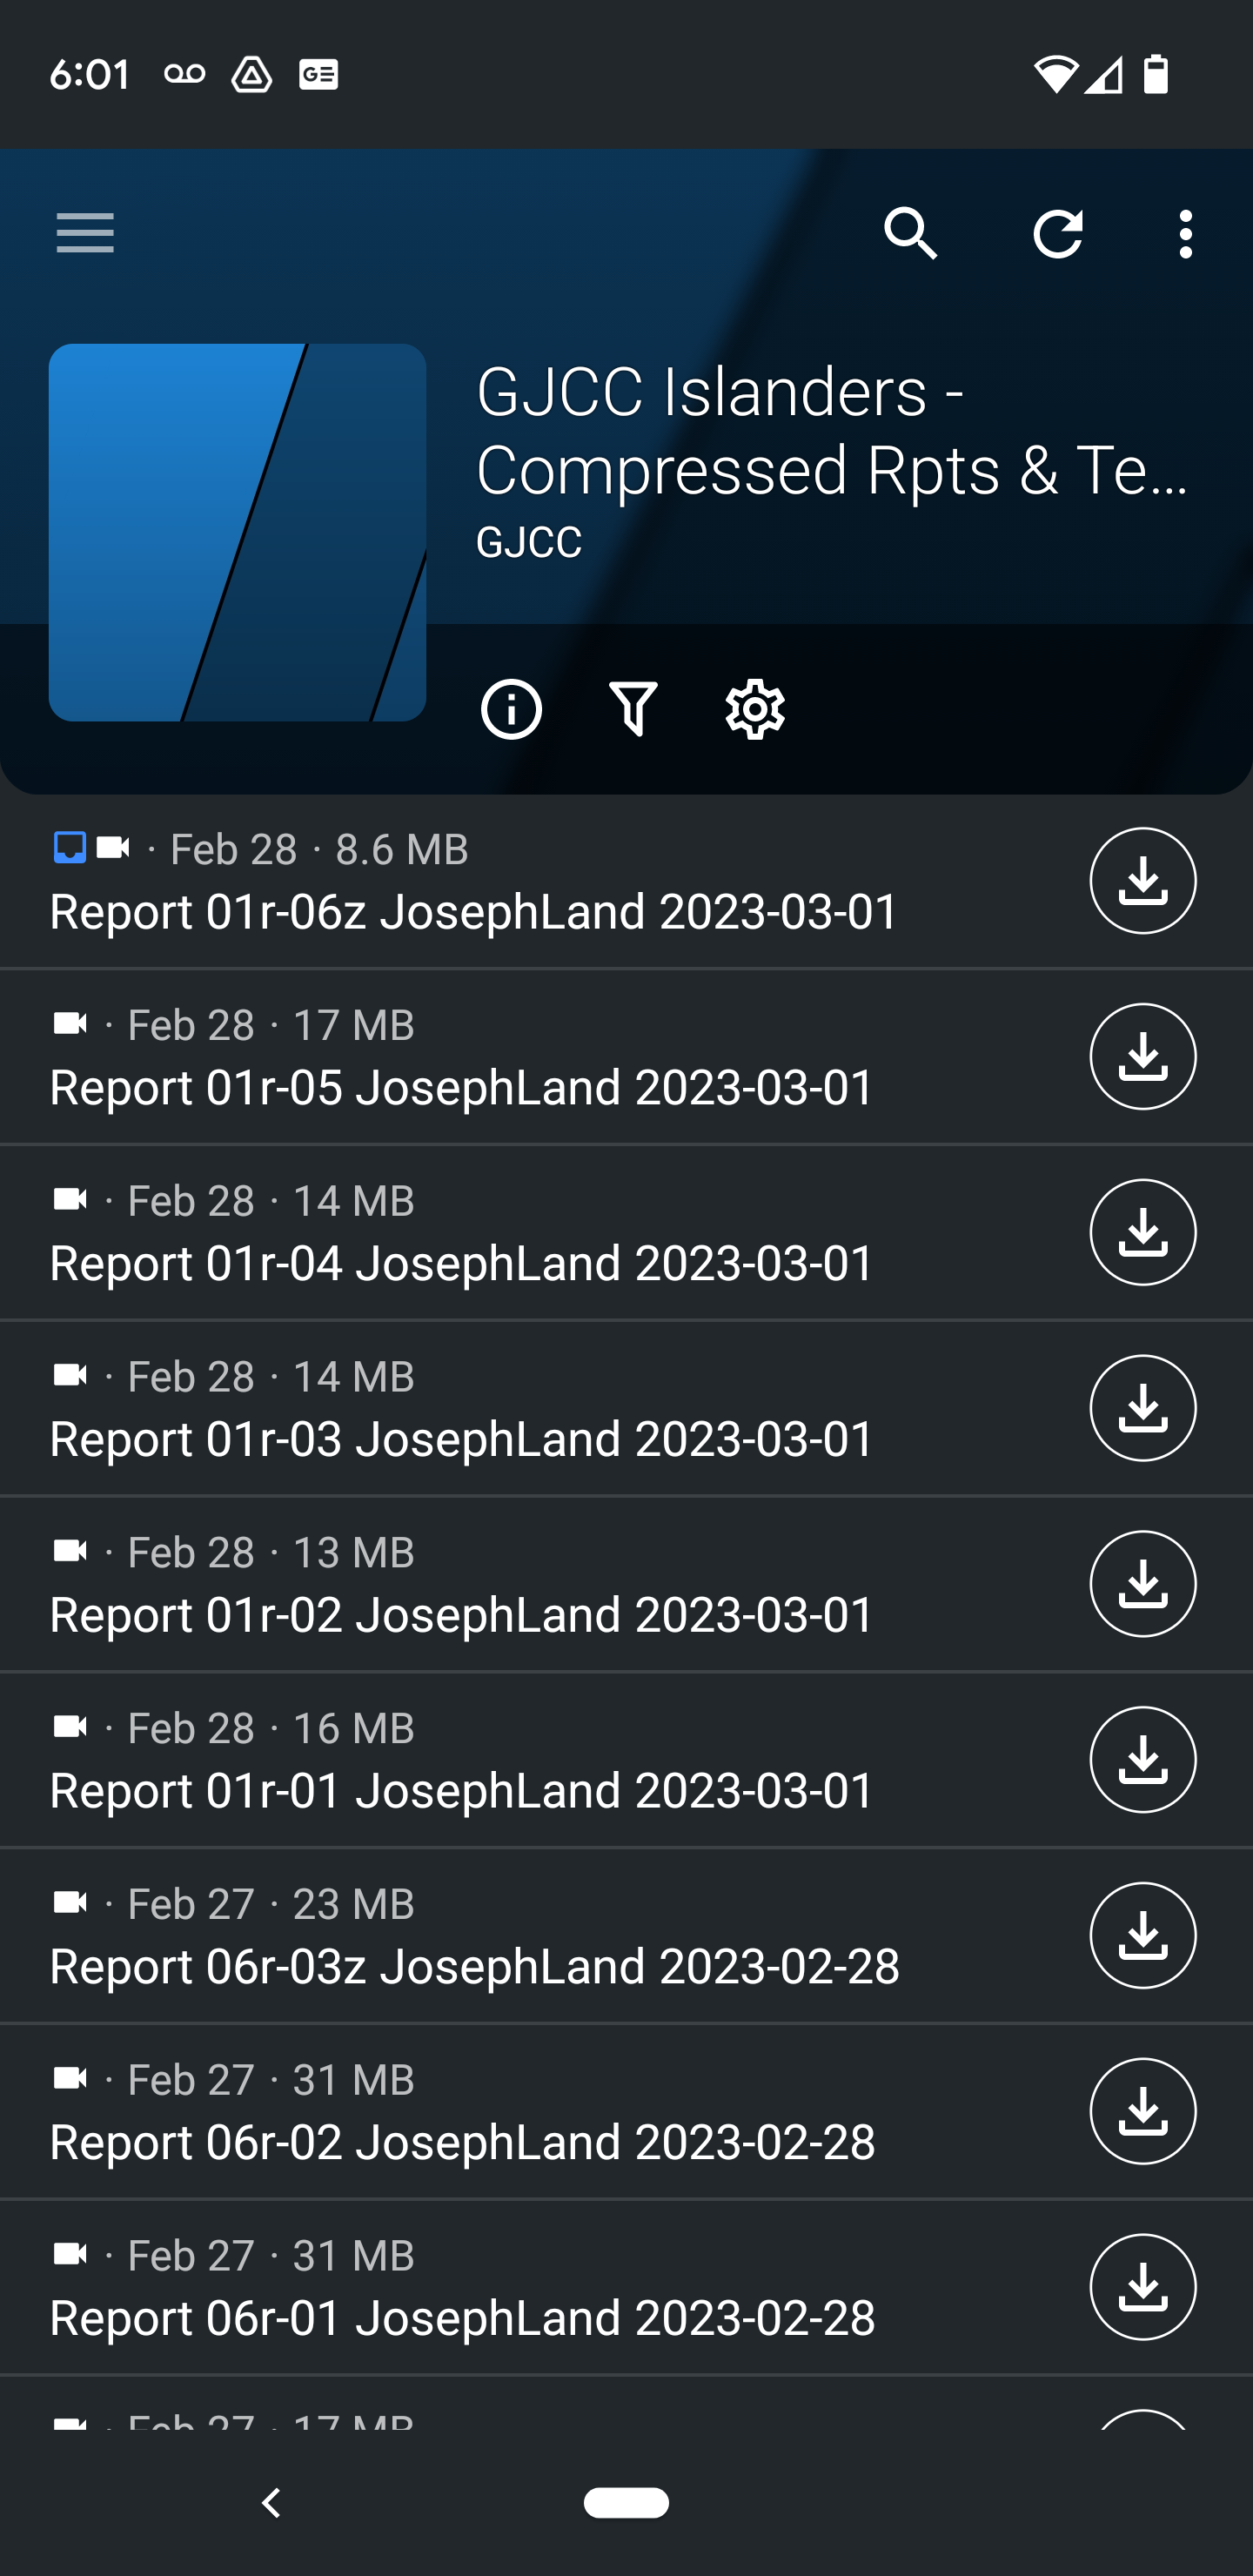 6:01
GJCC Islanders -
Compressed Rpts & Te…
GJCC
· Feb 28 · 8.6 MB
Report 01r-06z JosephLand 2023-03-01
· Feb 28 · 17 MB
Report 01r-05 JosephLand 2023-03-01
· Feb 28 · 14 MB
Report 01r-04 JosephLand 2023-03-01
· Feb 28 · 14 MB
Report 01r-03 JosephLand 2023-03-01
· Feb 28 · 13 MB
Report 01r-02 JosephLand 2023-03-01
· Feb 28 · 16 MB
Report 01r-01 JosephLand 2023-03-01
· Feb 27 · 23 MB
Report 06r-03z JosephLand 2023-02-28
· Feb 27 · 31 MB
Report 06r-02 JosephLand 2023-02-28
· Feb 27 · 31 MB
Report 06r-01 JosephLand 2023-02-28
· Feb 27 · 17 MB